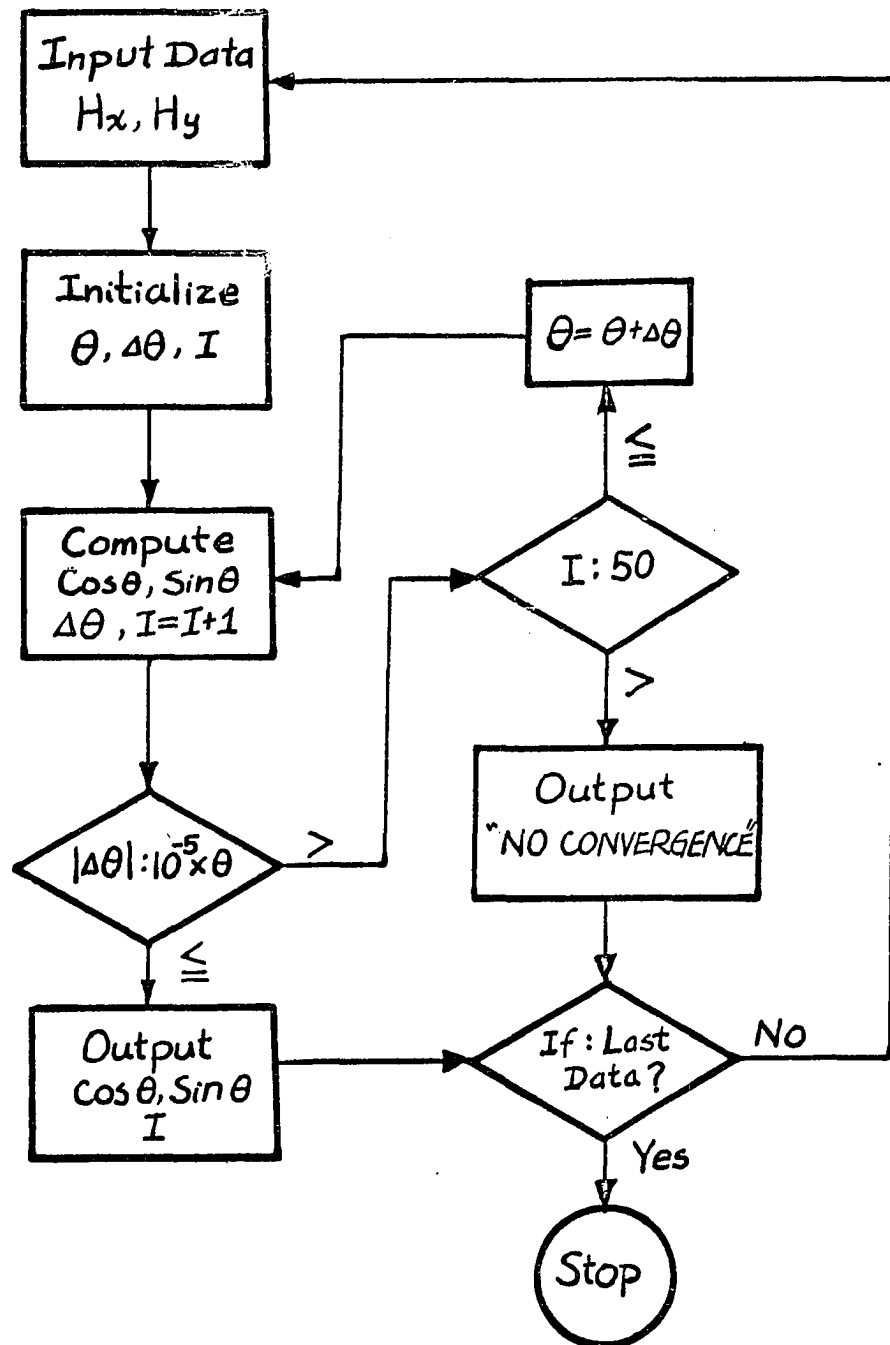 Input Data
Hx, Hy
Initialize
θ, Δθ, I
θ= θ+Δθ
≦
Compute
Cosθ, Sinθ
Δθ, I=I+1
I: 50
>
Output
"NO CONVERGENCE"
|Δθ|:10⁻⁵×θ
>
≦
Output
Cosθ, Sinθ
I
If: Last
Data?
No
Yes
Stop